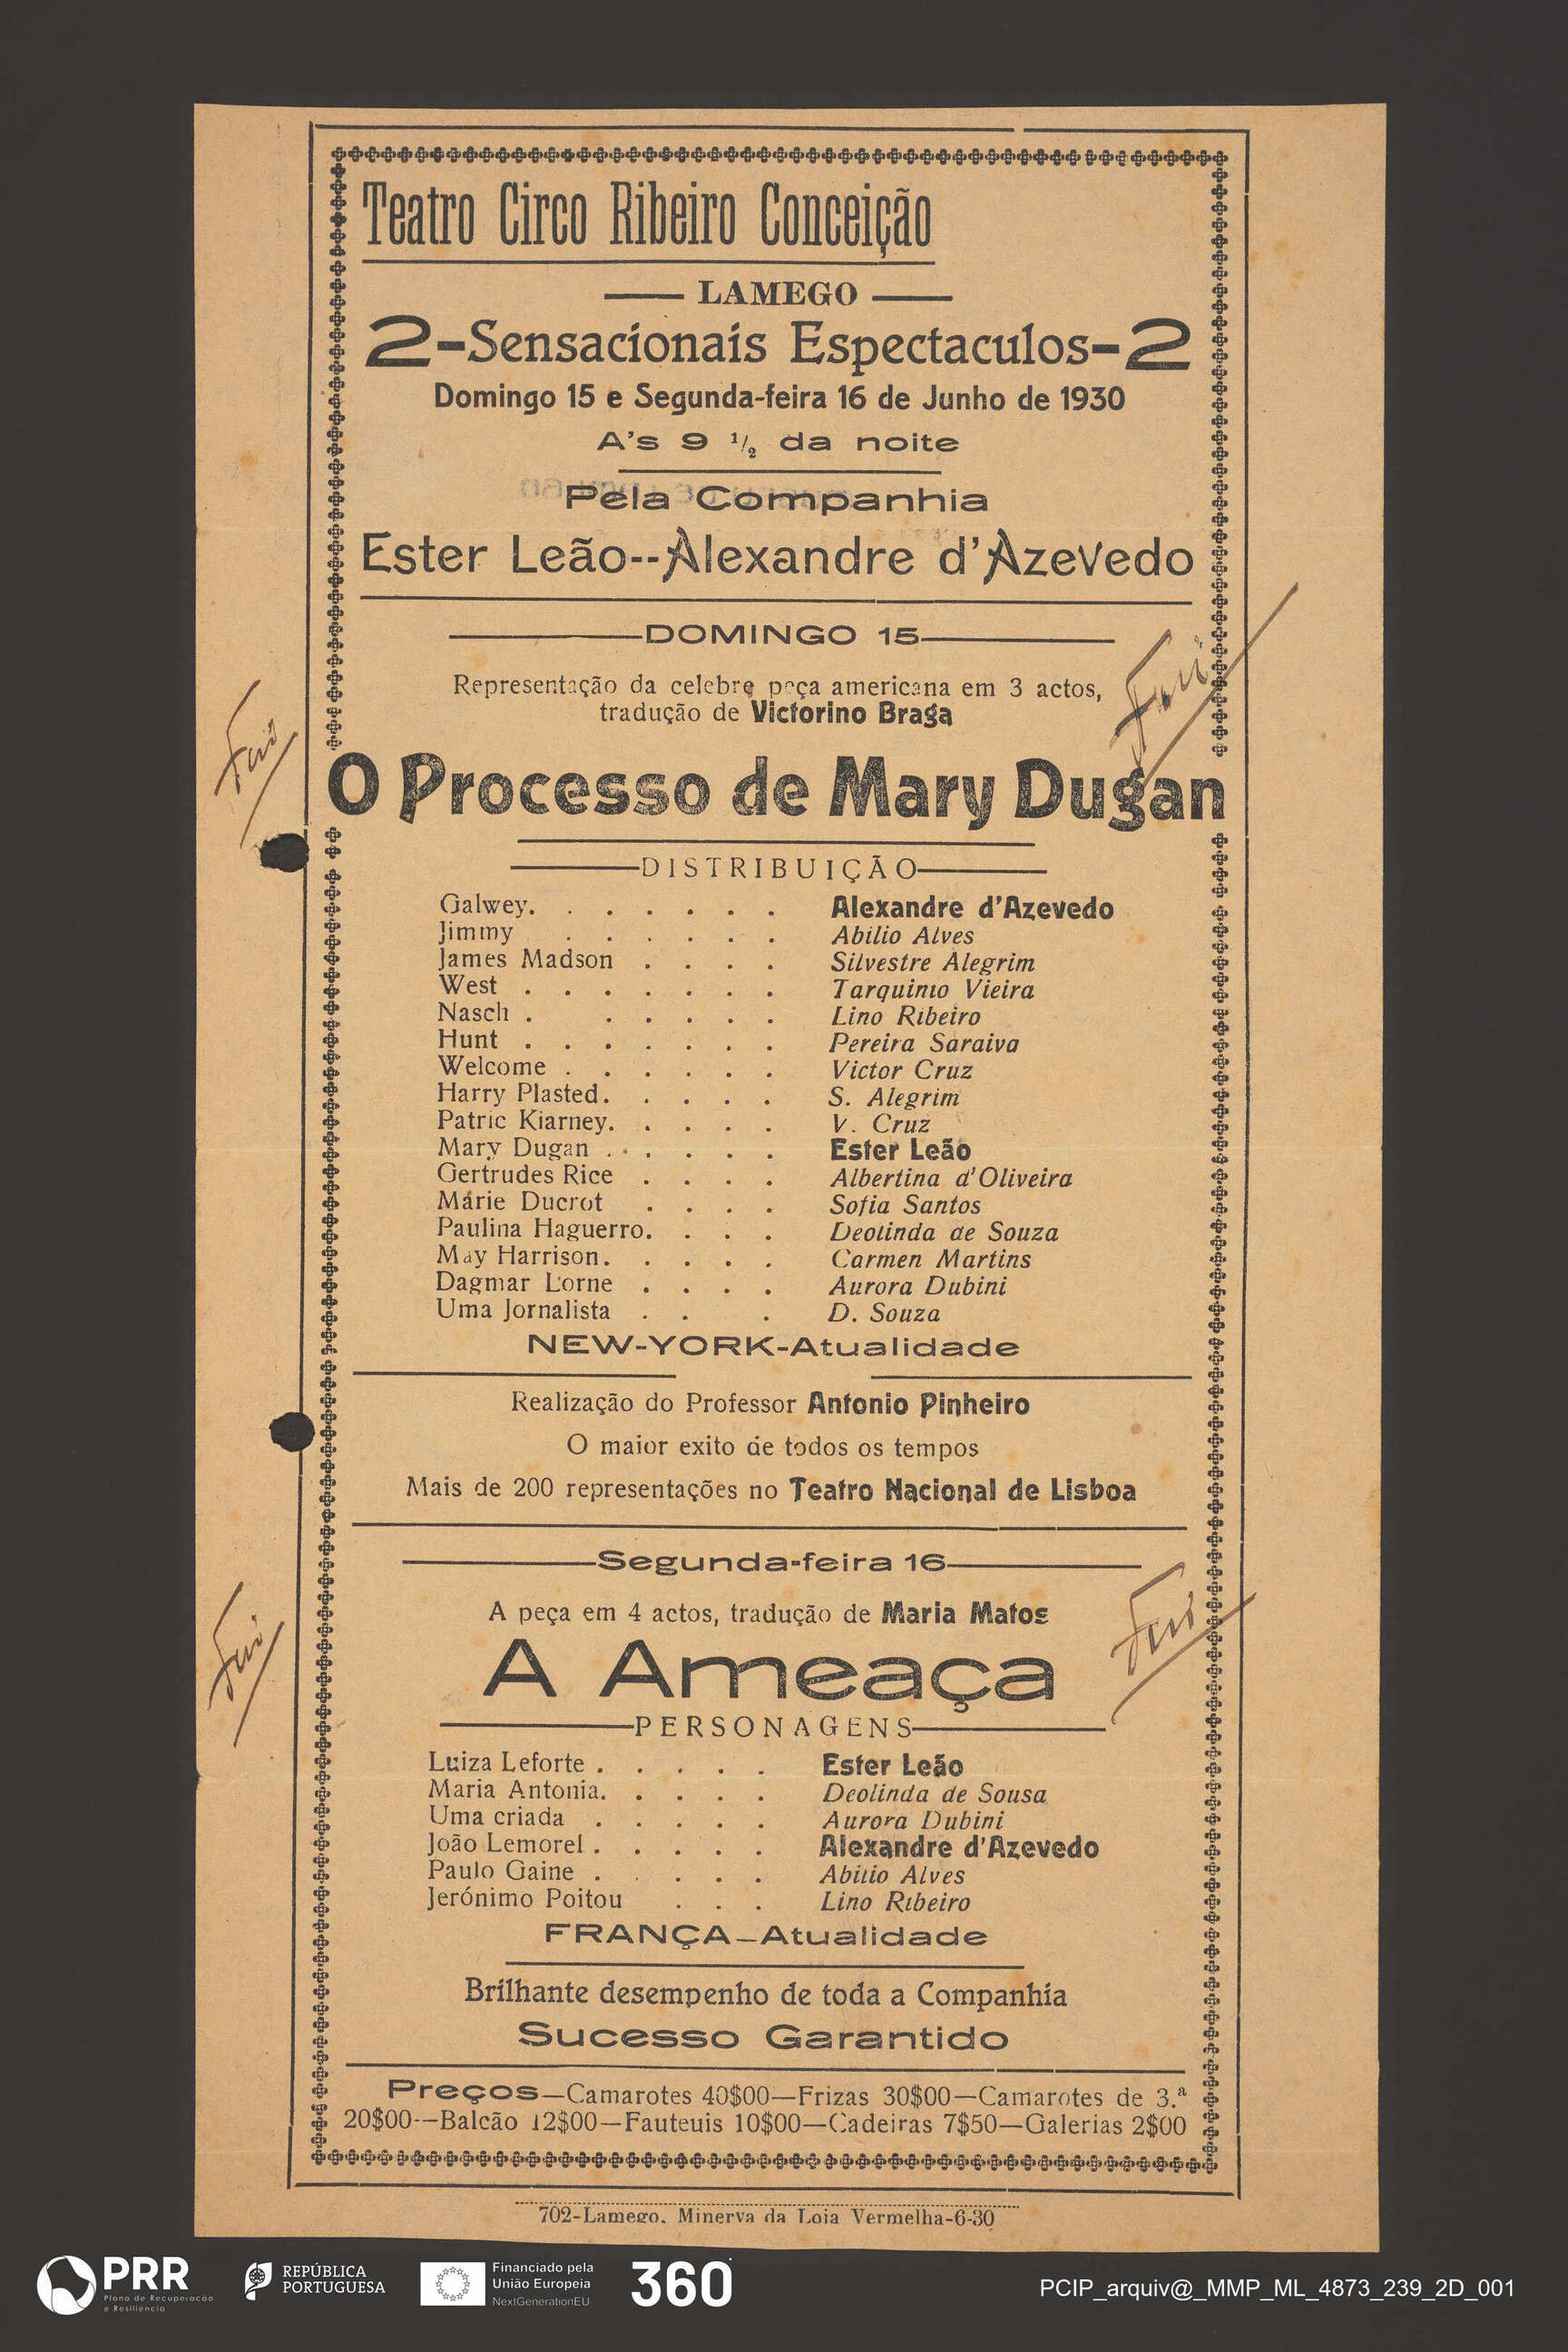 Teatro Circo Ribeiro Conceição
LAMEGO
2-Sensacionais Espectaculos-2
Domingo 15 e Segunda-feira 16 de Junho de 1930
A's 9 1/2 da noite
Pela Companhia
Ester Leão--Alexandre d'Azevedo
DOMINGO 15
Representação da celebre peça americana em 3 actos,
tradução de Victorino Braga
Fui
Fui
O Processo de Mary Dugan
DISTRIBUIÇÃO
Galwey. . . . . . . Alexandre d'Azevedo
Jimmy . . . . . . Abilio Alves
James Madson . . . . Silvestre Alegrim
West . . . . . . . Tarquinio Vieira
Nasch . . . . . . Lino Ribeiro
Hunt . . . . . . . Pereira Saraiva
Welcome . . . . . . Victor Cruz
Harry Plasted. . . . . S. Alegrim
Patric Kiarney. . . . . V. Cruz
Mary Dugan . . . . . . Ester Leão
Gertrudes Rice . . . . Albertina d'Oliveira
Marie Ducrot . . . . Sofia Santos
Paulina Haguerro. . . . Deolinda de Souza
May Harrison. . . . . Carmen Martins
Dagmar Lorne . . . . Aurora Dubini
Uma Jornalista . . . D. Souza
NEW-YORK-Atualidade
Realização do Professor Antonio Pinheiro
O maior exito de todos os tempos
Mais de 200 representações no Teatro Nacional de Lisboa
Segunda-feira 16
A peça em 4 actos, tradução de Maria Matos
Fui
Fui
A Ameaça
PERSONAGENS
Luiza Leforte . . . . . Ester Leão
Maria Antonia. . . . . Deolinda de Sousa
Uma criada . . . . . Aurora Dubini
João Lemorel . . . . . Alexandre d'Azevedo
Paulo Gaine . . . . . Abilio Alves
Jerónimo Poitou . . . Lino Ribeiro
FRANÇA-Atualidade
Brilhante desempenho de toda a Companhia
Sucesso Garantido
Preços—Camarotes 40$00—Frizas 30$00—Camarotes de 3.ª
20$00--Balcão 12$00—Fauteuis 10$00—Cadeiras 7$50—Galerias 2$00
702-Lamego. Minerva da Loja Vermelha-6-30
PRR
Plano de Recuperação
e Resiliência
REPÚBLICA
PORTUGUESA
Financiado pela
União Europeia
NextGenerationEU
360
PCIP_arquiv@_MMP_ML_4873_239_2D_001